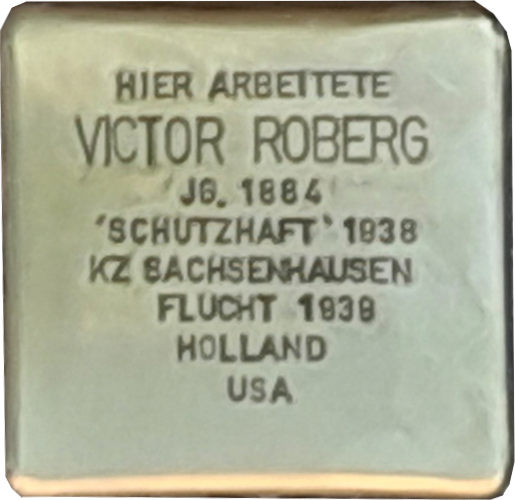 HIER ARBEITETE
VICTOR ROBERG
JG. 1884
'SCHUTZHAFT' 1938
KZ SACHSENHAUSEN
FLUCHT 1939
HOLLAND
USA